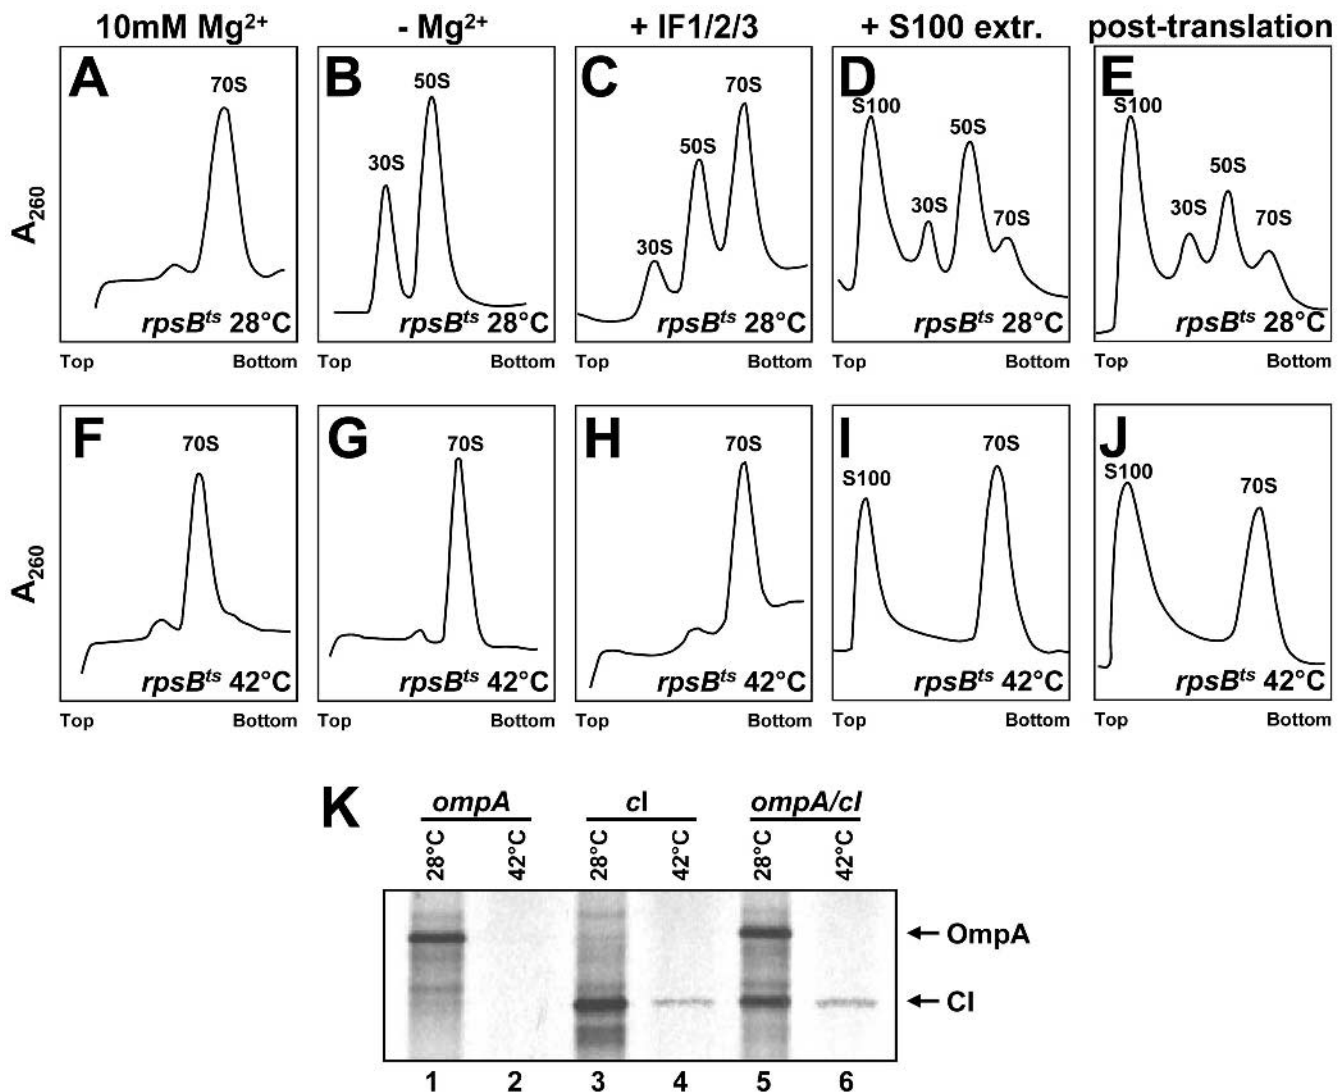 10mM Mg²⁺ - Mg²⁺ + IF1/2/3 + S100 extr. post-translation
A B C D E
70S
30S 50S
30S 50S 70S
S100 30S 50S 70S
S100 30S 50S 70S
A₂₆₀
rpsBᵗˢ 28°C rpsBᵗˢ 28°C rpsBᵗˢ 28°C rpsBᵗˢ 28°C rpsBᵗˢ 28°C
Top Bottom Top Bottom Top Bottom Top Bottom Top Bottom
F G H I J
70S
70S
70S
S100 70S
S100 70S
A₂₆₀
rpsBᵗˢ 42°C rpsBᵗˢ 42°C rpsBᵗˢ 42°C rpsBᵗˢ 42°C rpsBᵗˢ 42°C
Top Bottom Top Bottom Top Bottom Top Bottom Top Bottom
K
ompA cI ompA/cI
28°C 42°C 28°C 42°C 28°C 42°C
OmpA
CI
1 2 3 4 5 6